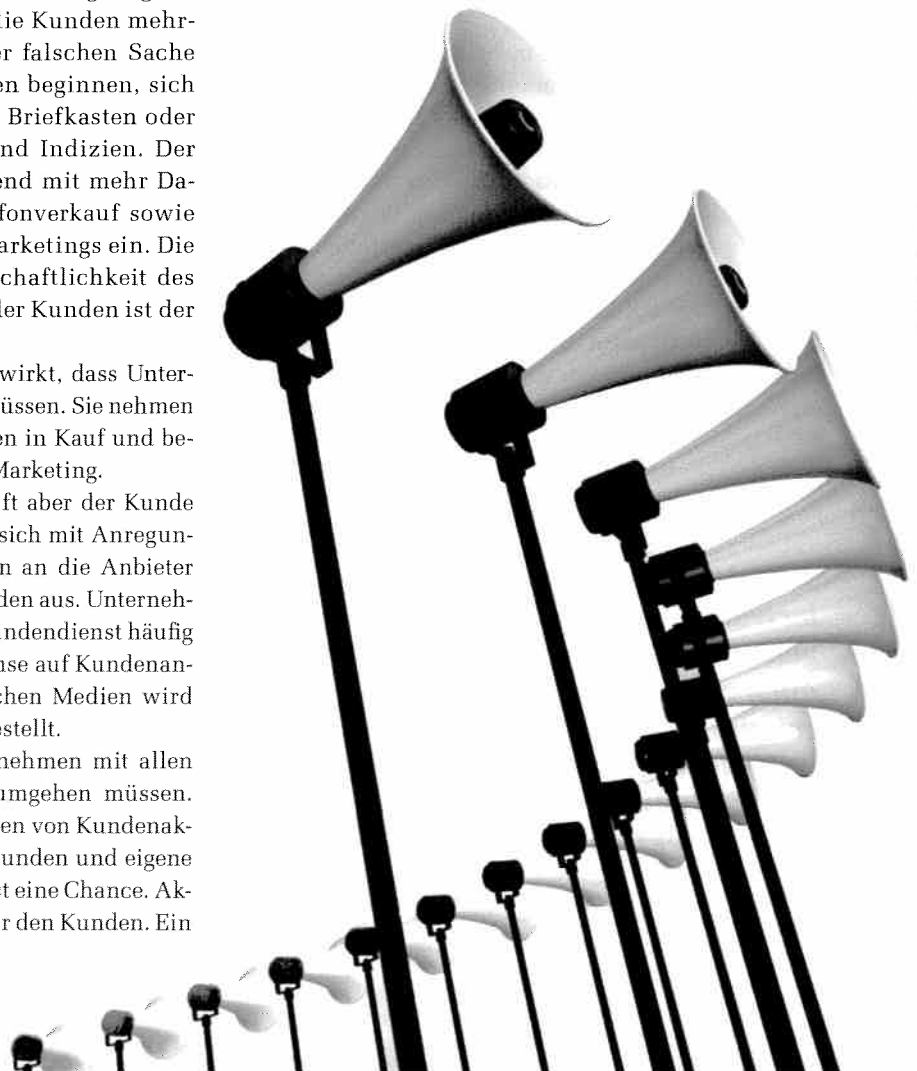 die Kunden mehr-
er falschen Sache
en beginnen, sich
Briefkasten oder
nd Indizien. Der
end mit mehr Da-
fonverkauf sowie
arketings ein. Die
schaftlichkeit des
der Kunden ist der
wirkt, dass Unter-
üssen. Sie nehmen
en in Kauf und be-
Marketing.
ft aber der Kunde
sich mit Anregun-
n an die Anbieter
den aus. Unterneh-
undendienst häufig
nse auf Kundenan-
chen Medien wird
estellt.
nehmen mit allen
umgehen müssen.
en von Kundenak-
unden und eigene
st eine Chance. Ak-
r den Kunden. Ein